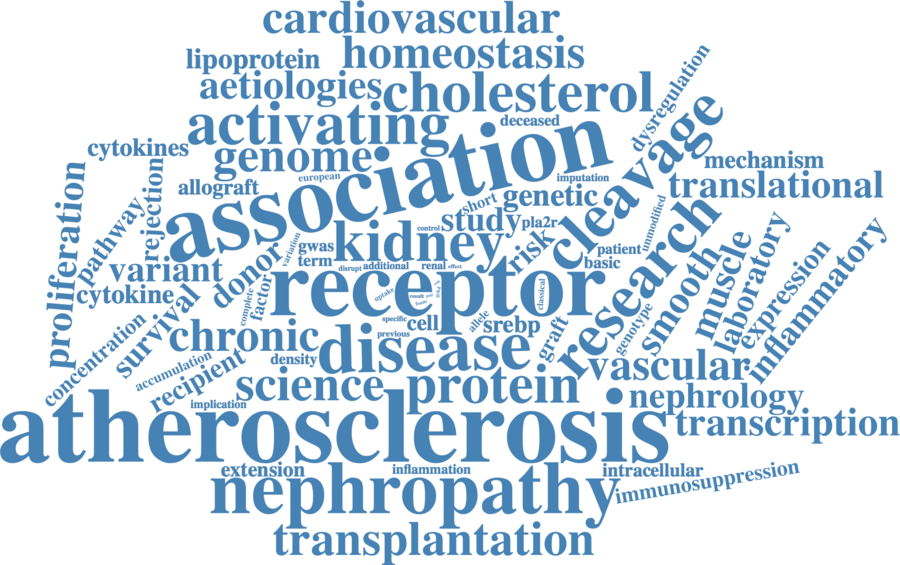 cardiovascular
lipoprotein
homeostasis
aetiologies
cholesterol
dysregulation
activating
deceased
cytokines
genome
association
cleavage
mechanism
european
imputation
allograft
genetic
translational
short
proliferation
pathway
rejection
study
pla2r
unmodified
control
kidney
risk
research
variation
gwas
term
patient
basic
variant
donor
disrupt
additional
renal
effect
cytokine
factor
receptor
classical
smooth
muscle
laboratory
expression
inflammatory
complete
uptake
result
survival
specific
cell
allele
srebp
genotype
concentration
chronic
previous
graft
accumulation
recipient
density
disease
vascular
science
protein
nephrology
implication
atherosclerosis
transcription
extension
inflammation
intracellular
nephropathy
immunosuppression
transplantation